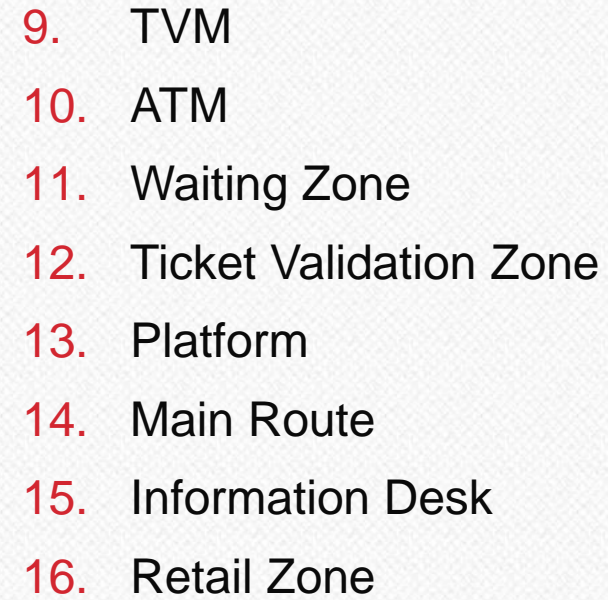 9. TVM
10. ATM
11. Waiting Zone
12. Ticket Validation Zone
13. Platform
14. Main Route
15. Information Desk
16. Retail Zone